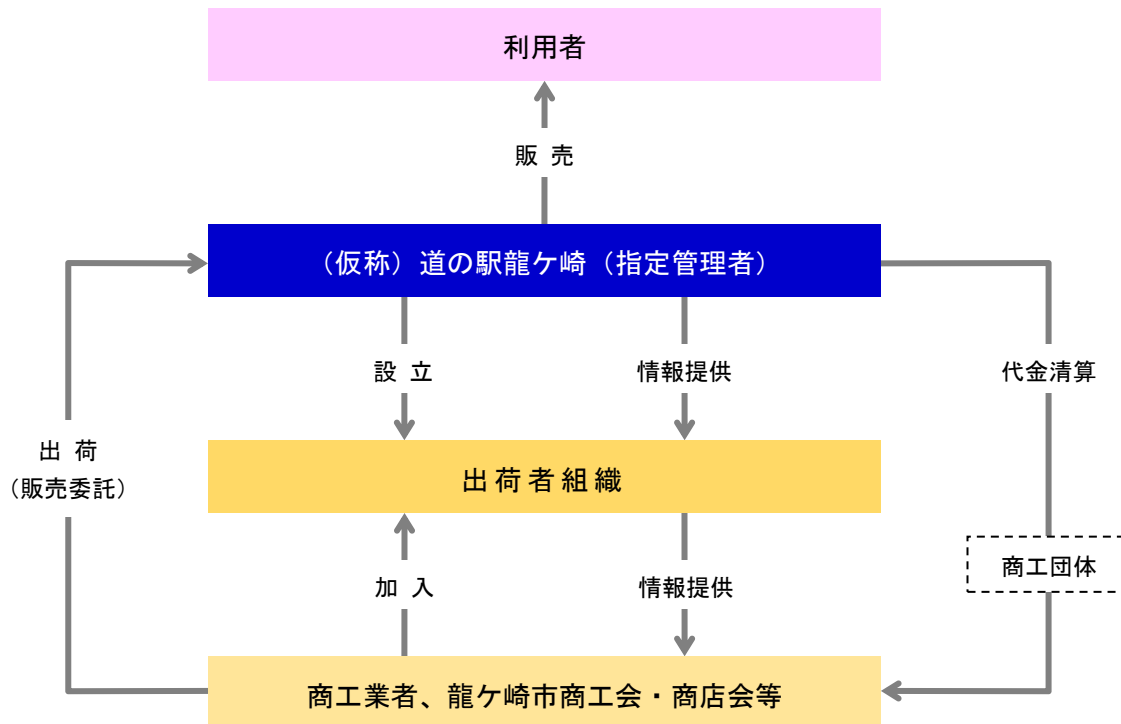 利用者
販 売
（仮称）道の駅龍ケ崎（指定管理者）
設 立
情報提供
代金清算
出 荷
（販売委託）
出荷者組織
加 入
情報提供
商工団体
商工業者、龍ケ崎市商工会・商店会等